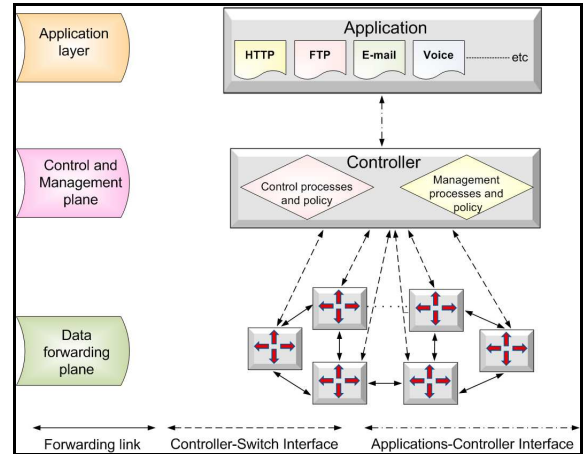 Application
layer
Application
HTTP FTP E-mail Voice etc
Control and
Management
plane
Controller
Control processes
and policy
Management
processes and
policy
Data
forwarding
plane
Forwarding link
Controller-Switch Interface
Applications-Controller Interface